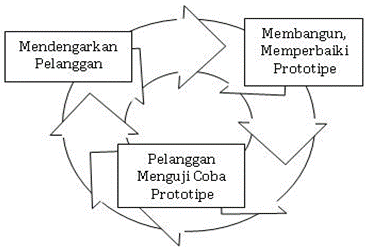 Mendengarkan
Pelanggan
Membangun,
Memperbaiki
Prototipe
Pelanggan
Menguji Coba
Prototipe